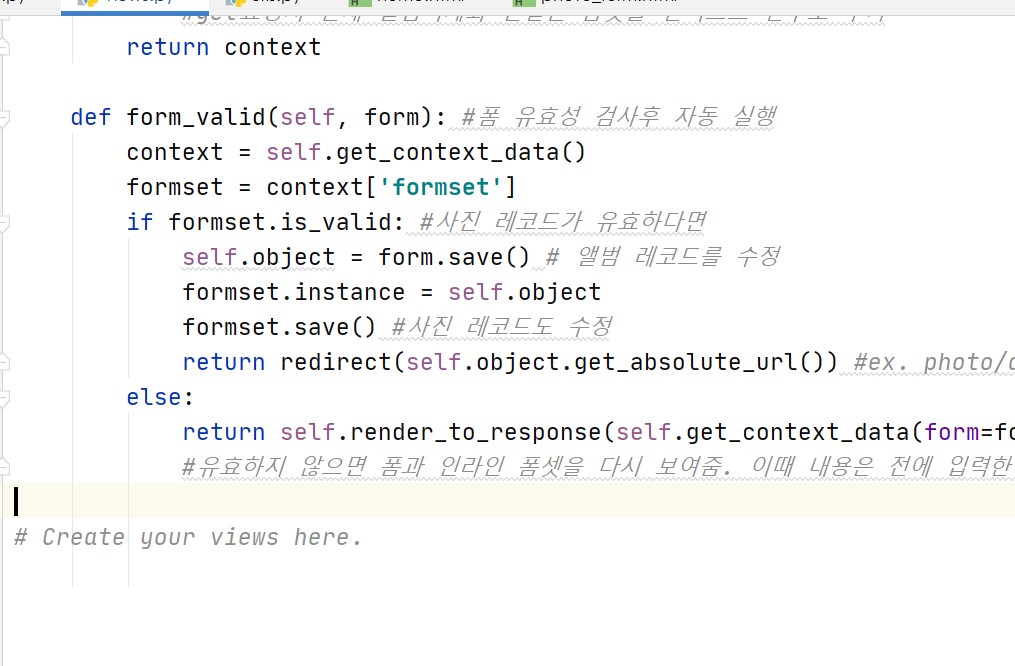 return context
def form_valid(self, form): #폼 유효성 검사후 자동 실행
context = self.get_context_data()
formset = context['formset']
if formset.is_valid: #사진 레코드가 유효하다면
self.object = form.save() # 앨범 레코드를 수정
formset.instance = self.object
formset.save() #사진 레코드도 수정
return redirect(self.object.get_absolute_url()) #ex. photo/
else:
return self.render_to_response(self.get_context_data(form=fo
#유효하지 않으면 폼과 인라인 폼셋을 다시 보여줌. 이때 내용은 전에 입력한
# Create your views here.